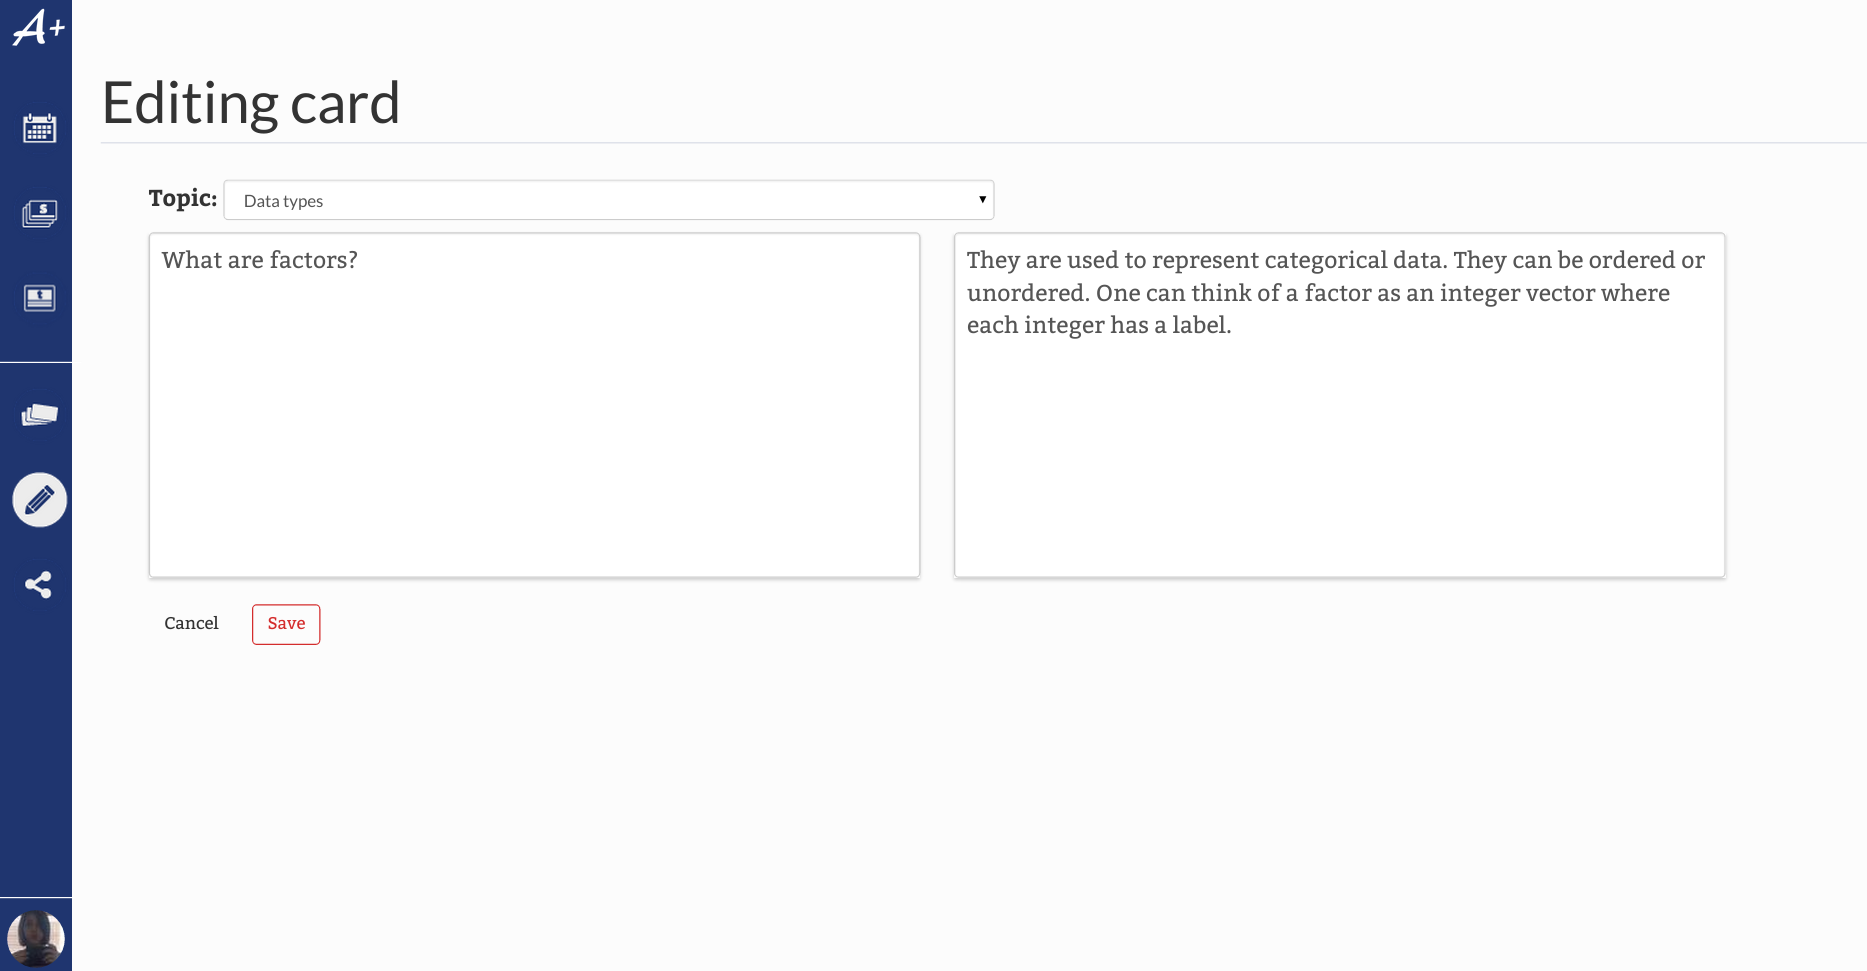 A+
Editing card
Topic: Data types
What are factors?
They are used to represent categorical data. They can be ordered or
unordered. One can think of a factor as an integer vector where
each integer has a label.
Cancel Save
S
t